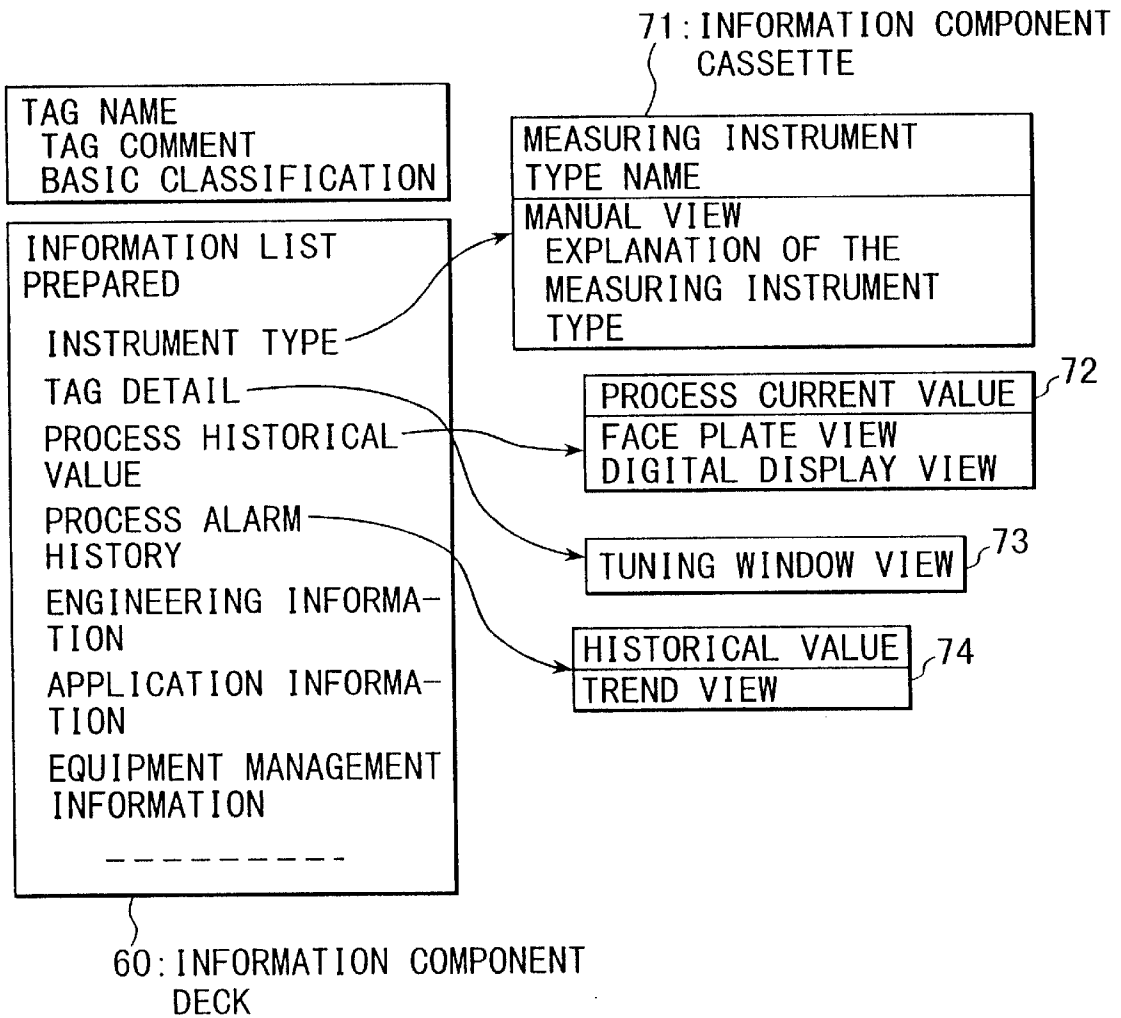 71:INFORMATION COMPONENT
CASSETTE
TAG NAME
TAG COMMENT
BASIC CLASSIFICATION
INFORMATION LIST
PREPARED
INSTRUMENT TYPE
TAG DETAIL
PROCESS HISTORICAL
VALUE
PROCESS ALARM
HISTORY
ENGINEERING INFORMA-
TION
APPLICATION INFORMA-
TION
EQUIPMENT MANAGEMENT
INFORMATION
60:INFORMATION COMPONENT
DECK
MEASURING INSTRUMENT
TYPE NAME
MANUAL VIEW
EXPLANATION OF THE
MEASURING INSTRUMENT
TYPE
72
PROCESS CURRENT VALUE
FACE PLATE VIEW
DIGITAL DISPLAY VIEW
73
TUNING WINDOW VIEW
74
HISTORICAL VALUE
TREND VIEW